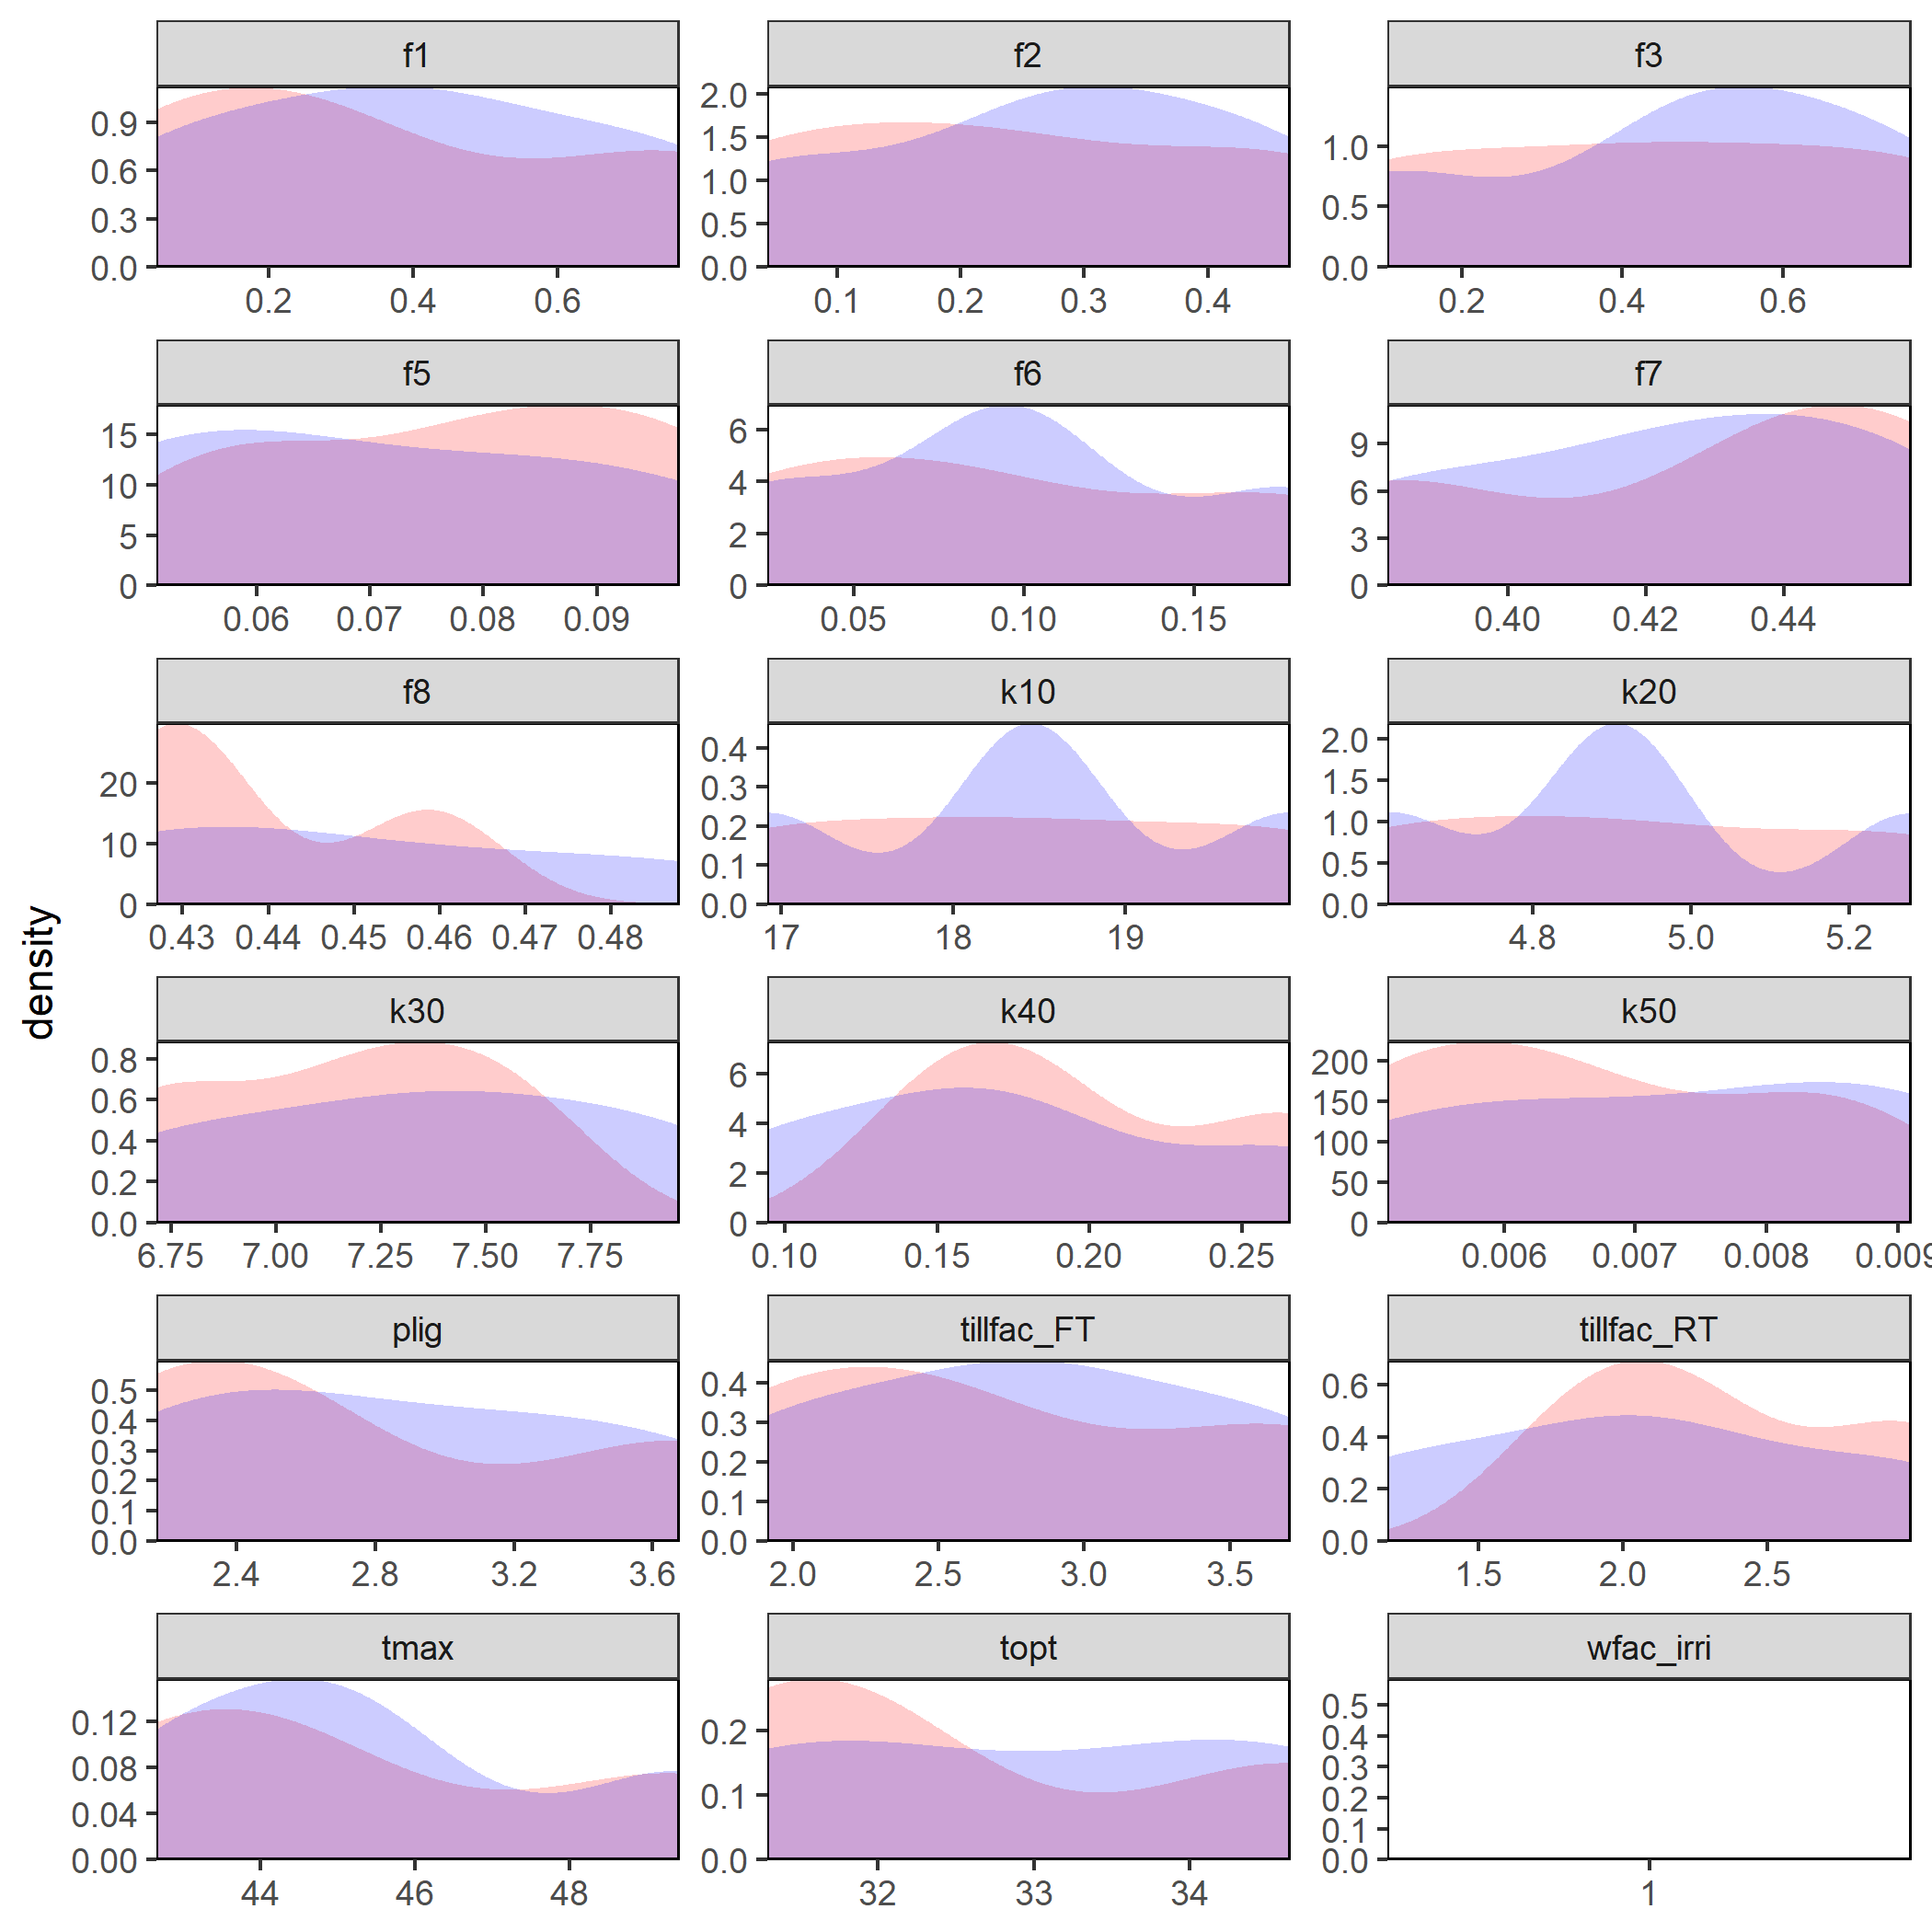 f1 f2 f3
0.9 0.6 0.3 0.0
2.0 1.5 1.0 0.5 0.0
1.0 0.5 0.0
0.2 0.4 0.6
0.1 0.2 0.3 0.4
0.2 0.4 0.6
f5 f6 f7
15 10 5 0
6 4 2 0
9 6 3 0
0.06 0.07 0.08 0.09
0.05 0.10 0.15
0.40 0.42 0.44
f8 k10 k20
20 10 0
0.4 0.3 0.2 0.1 0.0
2.0 1.5 1.0 0.5 0.0
0.43 0.44 0.45 0.46 0.47 0.48
17 18 19
4.8 5.0 5.2
density
k30 k40 k50
0.8 0.6 0.4 0.2 0.0
6 4 2 0
200 150 100 50 0
6.75 7.00 7.25 7.50 7.75
0.10 0.15 0.20 0.25
0.006 0.007 0.008 0.009
plig tillfac_FT tillfac_RT
0.5 0.4 0.3 0.2 0.1 0.0
0.4 0.3 0.2 0.1 0.0
0.6 0.4 0.2 0.0
2.4 2.8 3.2 3.6
2.0 2.5 3.0 3.5
1.5 2.0 2.5
tmax topt wfac_irri
0.12 0.08 0.04 0.00
0.2 0.1 0.0
0.5 0.4 0.3 0.2 0.1 0.0
44 46 48
32 33 34
1